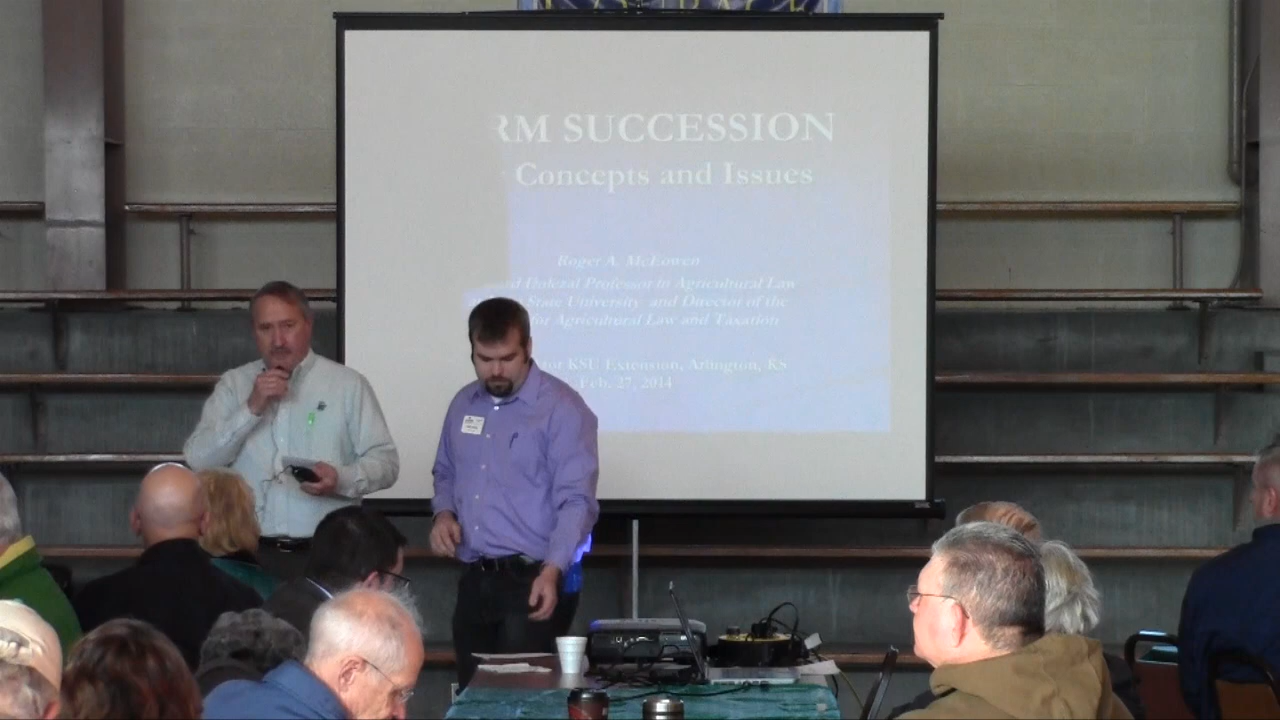 RM SUCCESSION
Concepts and Issues
Roger A. McEowen
Professor in Agricultural Law
State University and Director of the
for Agricultural Law and Taxation
for KSU Extension, Arlington, KS
Feb. 27, 2014